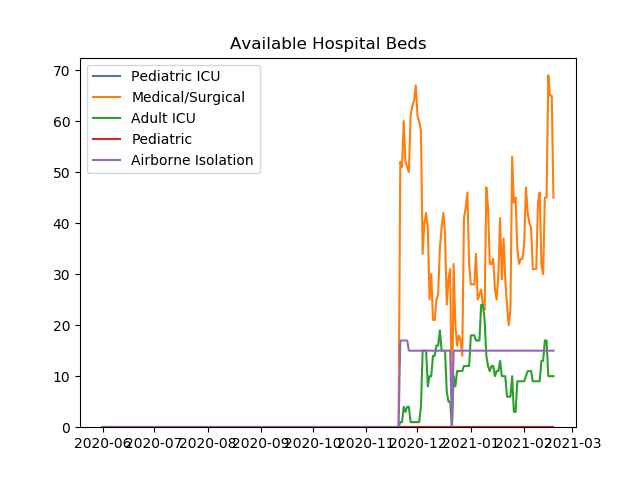 Available Hospital Beds
70
60
50
40
30
20
10
0
Pediatric ICU
Medical/Surgical
Adult ICU
Pediatric
Airborne Isolation
2020-06 2020-07 2020-08 2020-09 2020-10 2020-11 2020-12 2021-01 2021-02 2021-03